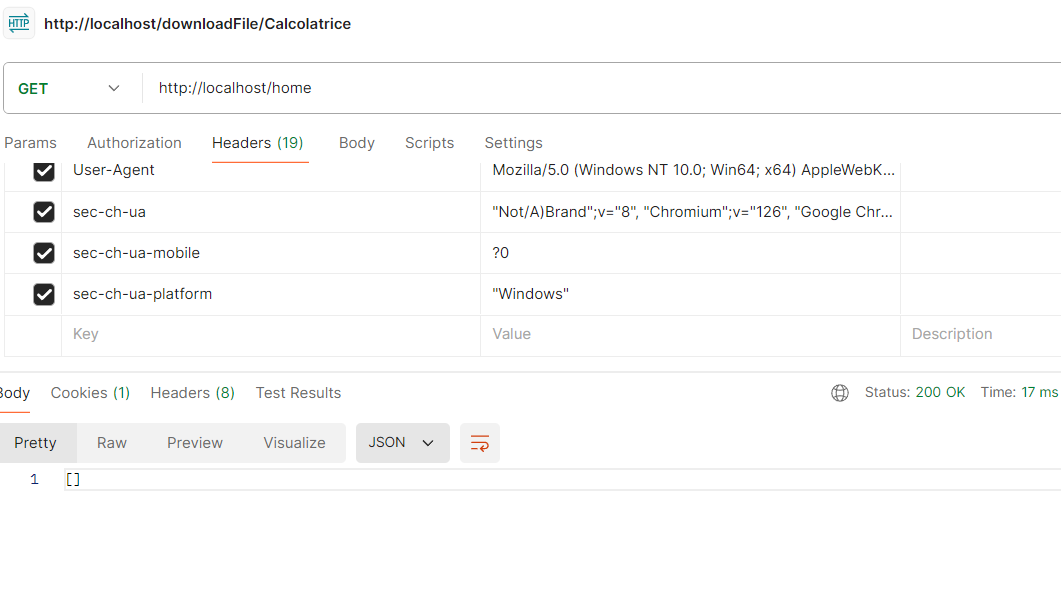 HTTP http://localhost/downloadFile/Calcolatrice
GET http://localhost/home
Params Authorization Headers (19) Body Scripts Settings
User-Agent Mozilla/5.0 (Windows NT 10.0; Win64; x64) AppleWebK...
sec-ch-ua "Not/A)Brand";v="8", "Chromium";v="126", "Google Chr...
sec-ch-ua-mobile ?0
sec-ch-ua-platform "Windows"
Key Value Description
Body Cookies (1) Headers (8) Test Results Status: 200 OK Time: 17 ms
Pretty Raw Preview Visualize JSON
1 []